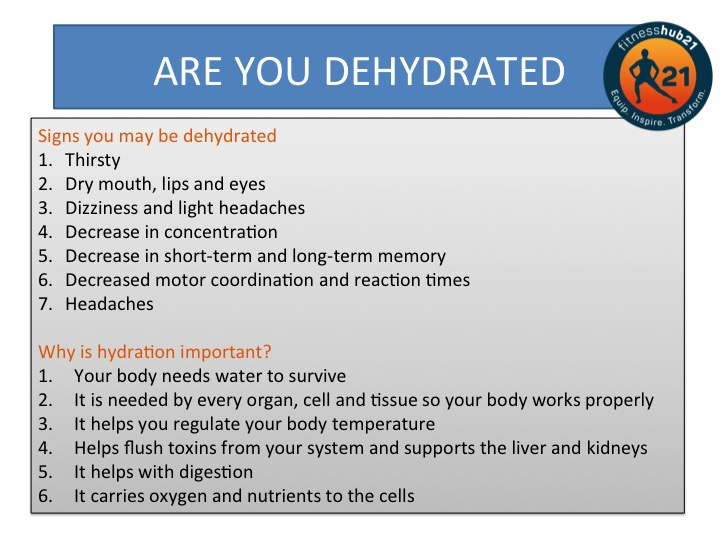 ARE YOU DEHYDRATED
fitnesshub21
21
Equip. Inspire. Transform.
Signs you may be dehydrated
1. Thirsty
2. Dry mouth, lips and eyes
3. Dizziness and light headaches
4. Decrease in concentration
5. Decrease in short-term and long-term memory
6. Decreased motor coordination and reaction times
7. Headaches
Why is hydration important?
1. Your body needs water to survive
2. It is needed by every organ, cell and tissue so your body works properly
3. It helps you regulate your body temperature
4. Helps flush toxins from your system and supports the liver and kidneys
5. It helps with digestion
6. It carries oxygen and nutrients to the cells